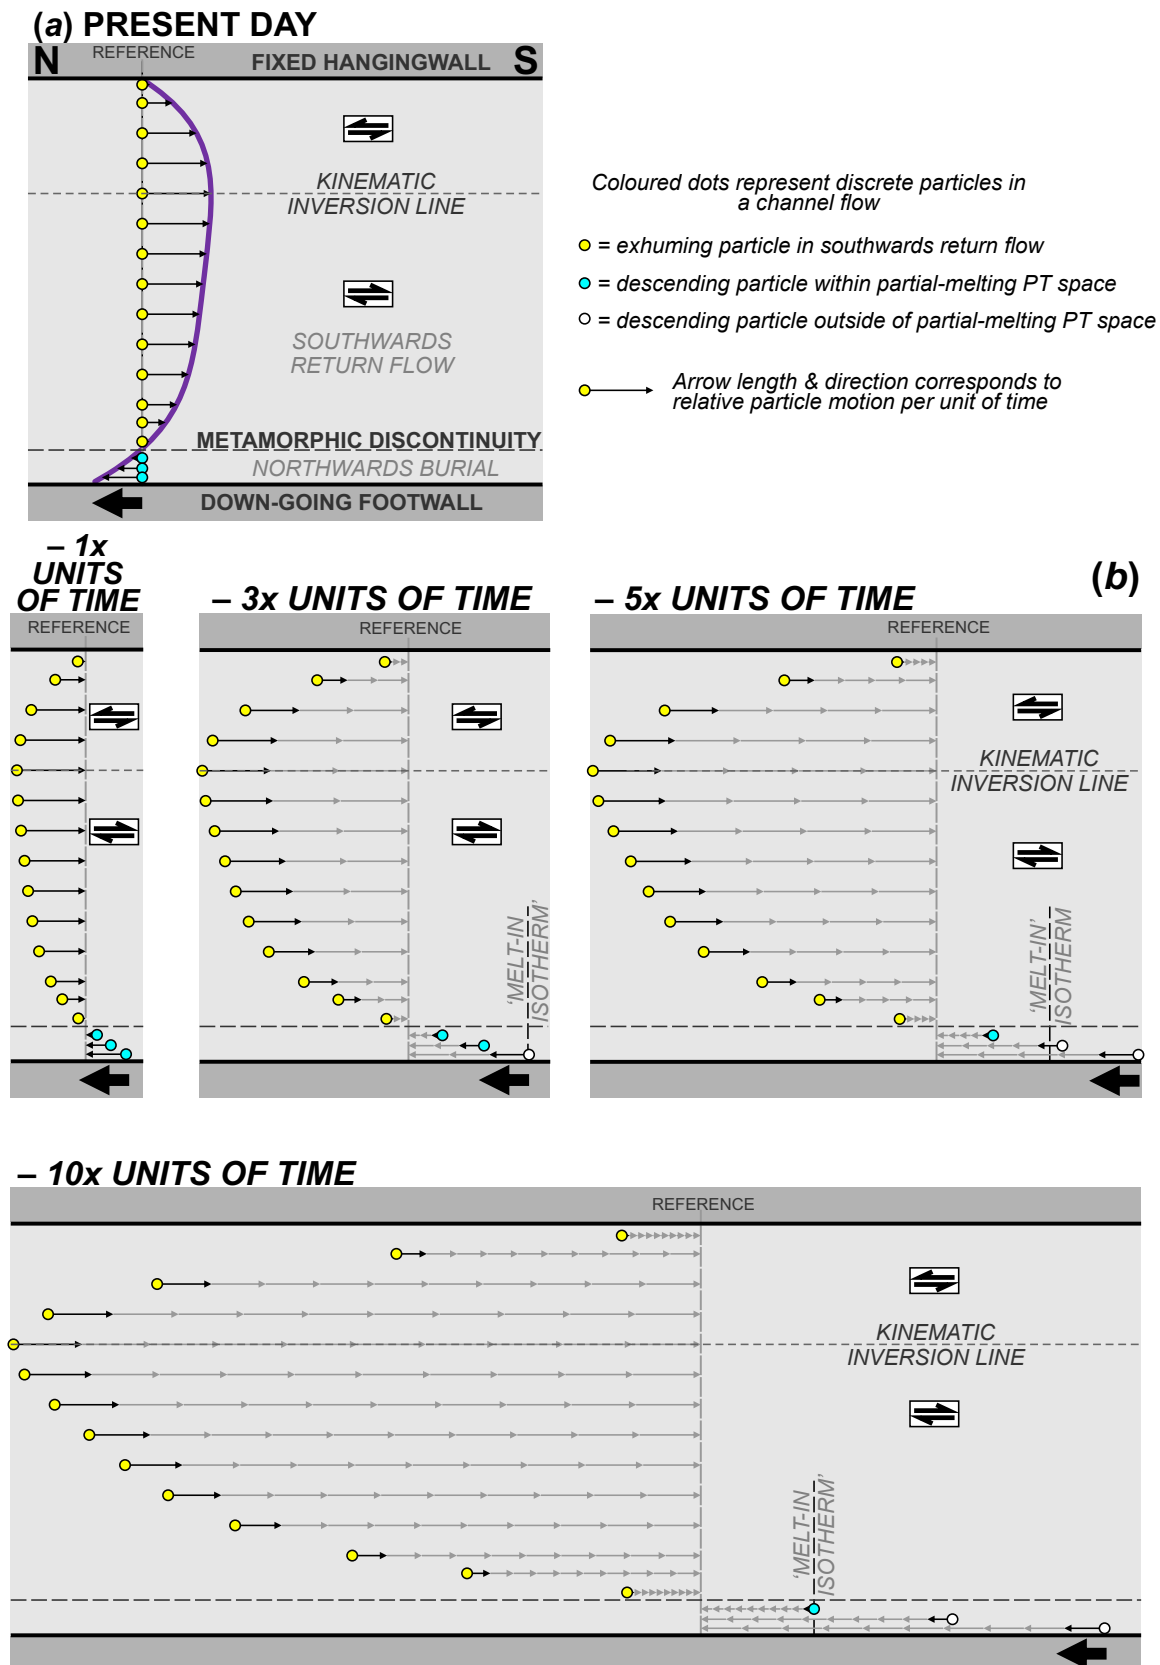 (a) PRESENT DAY
N REFERENCE FIXED HANGINGWALL S
KINEMATIC
INVERSION LINE
SOUTHWARDS
RETURN FLOW
METAMORPHIC DISCONTINUITY
NORTHWARDS BURIAL
DOWN-GOING FOOTWALL
Coloured dots represent discrete particles in
a channel flow
= exhuming particle in southwards return flow
= descending particle within partial-melting PT space
= descending particle outside of partial-melting PT space
Arrow length & direction corresponds to
relative particle motion per unit of time
(b)
– 1x
UNITS
OF TIME
REFERENCE
– 3x UNITS OF TIME
REFERENCE
'MELT-IN
ISOTHERM'
– 5x UNITS OF TIME
REFERENCE
KINEMATIC
INVERSION LINE
'MELT-IN'
ISOTHERM
– 10x UNITS OF TIME
REFERENCE
KINEMATIC
INVERSION LINE
'MELT-IN
ISOTHERM'